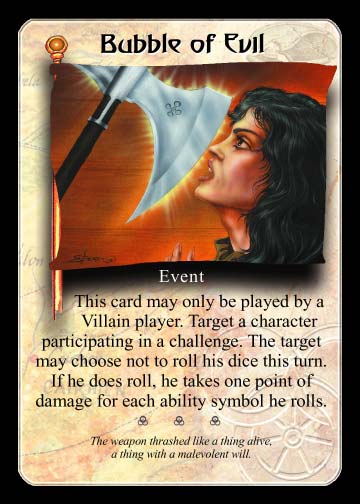 Bubble of Evil
Event
This card may only be played by a
Villain player. Target a character
participating in a challenge. The target
may choose not to roll his dice this turn.
If he does roll, he takes one point of
damage for each ability symbol he rolls.
The weapon thrashed like a thing alive,
a thing with a malevolent will.